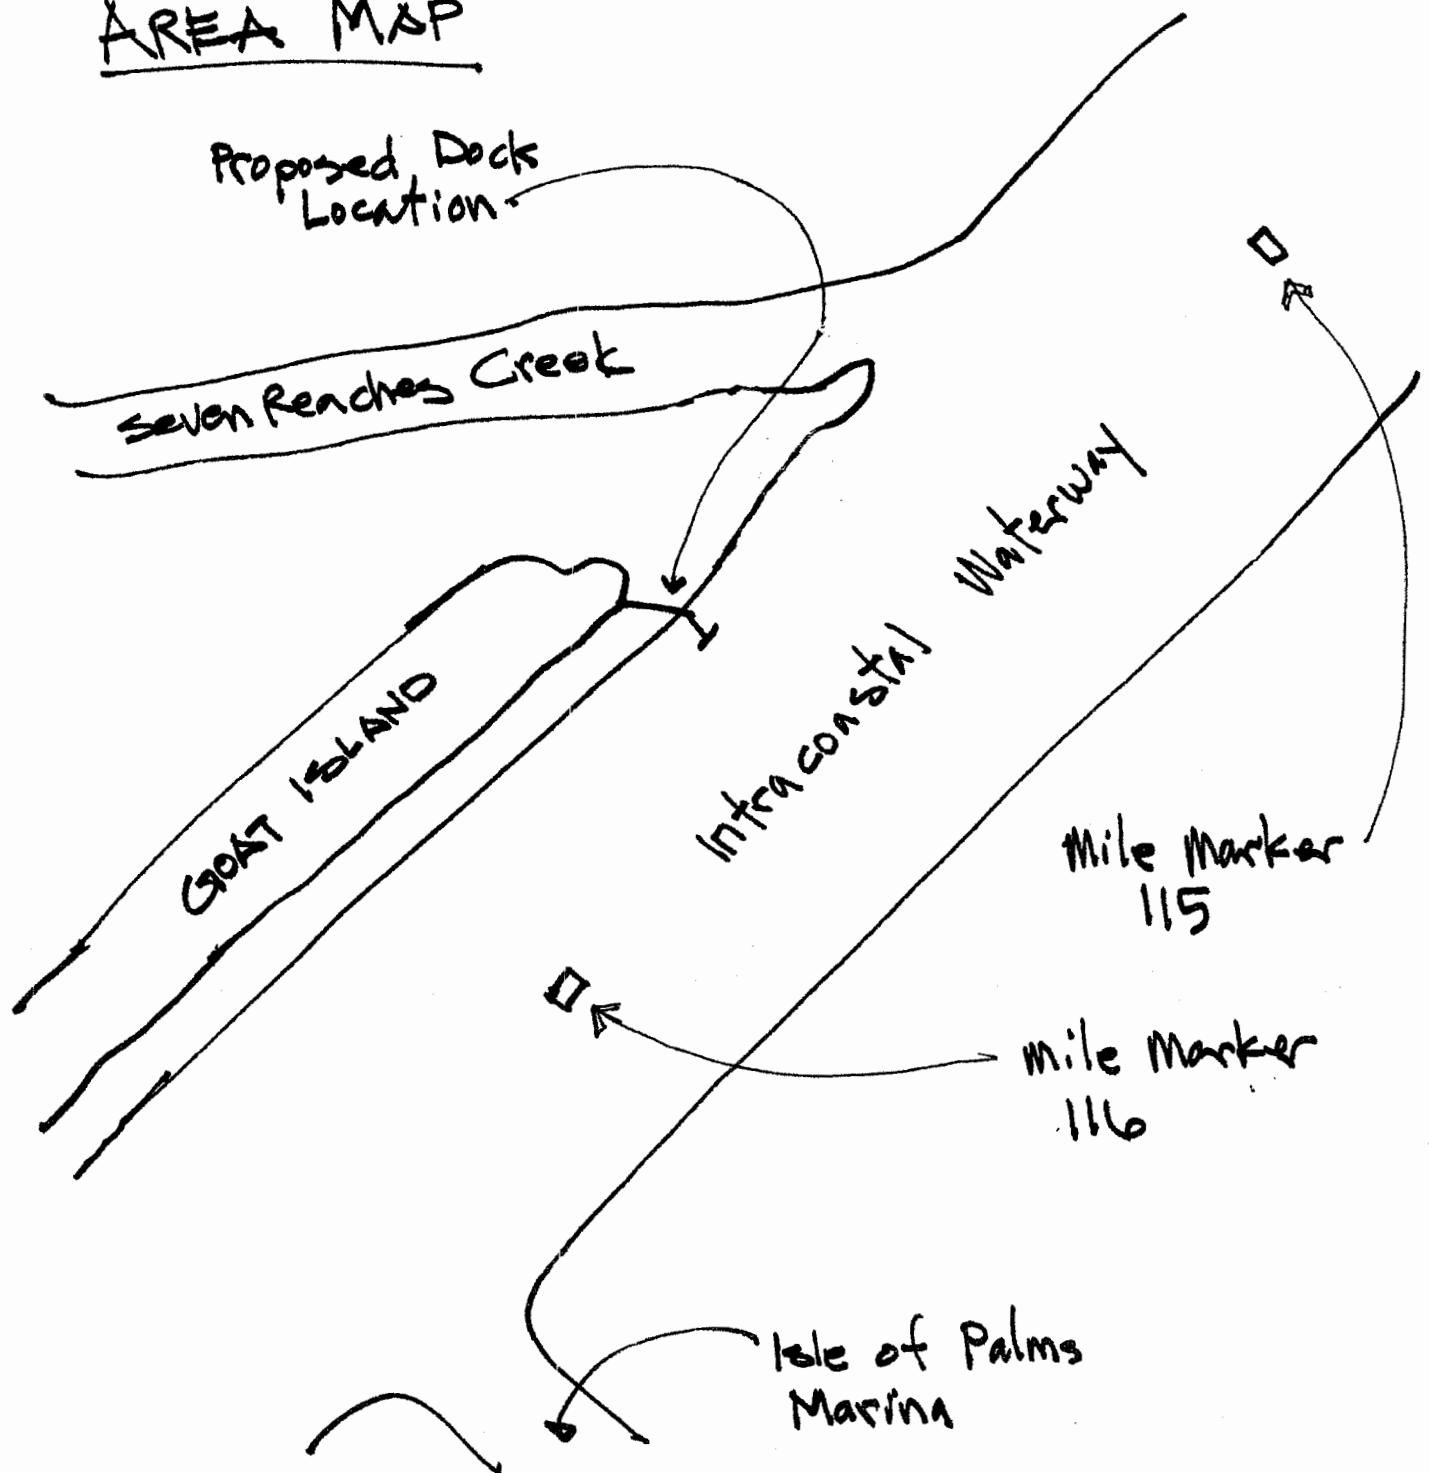 AREA MAP
Proposed Dock
Location
Seven Reaches Creek
GOAT ISLAND
Intracoastal Waterway
Mile Marker
115
Mile Marker
116
Isle of Palms
Marina